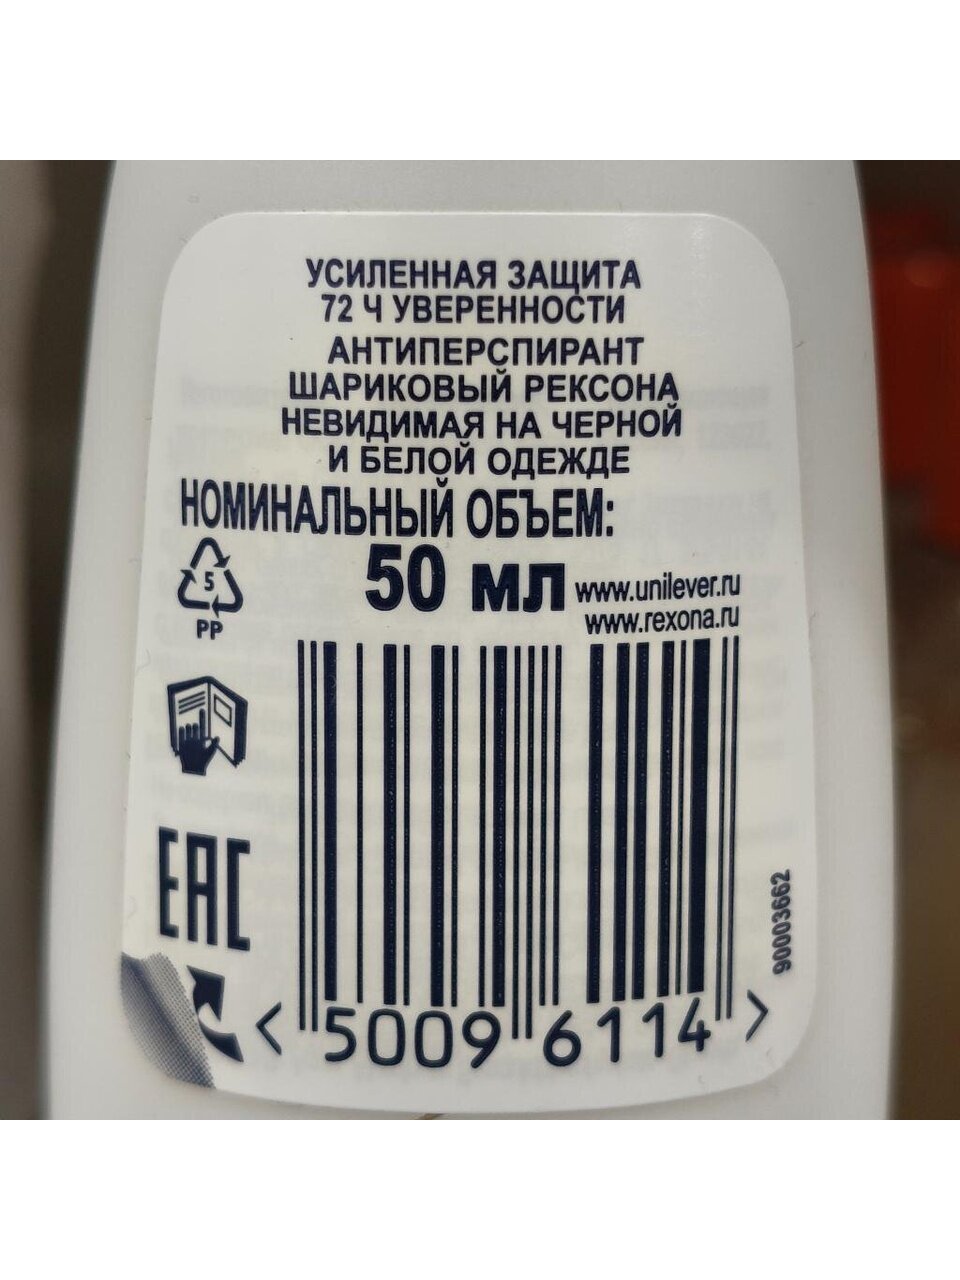 УСИЛЕННАЯ ЗАЩИТА
72 Ч УВЕРЕННОСТИ
АНТИПЕРСПИРАНТ
ШАРИКОВЫЙ РЕКСОНА
НЕВИДИМАЯ НА ЧЕРНОЙ
И БЕЛОЙ ОДЕЖДЕ
НОМИНАЛЬНЫЙ ОБЪЕМ:
50 мл
www.unilever.ru
www.rexona.ru
5
PP
EAC
90003662
< 5009 6114 >